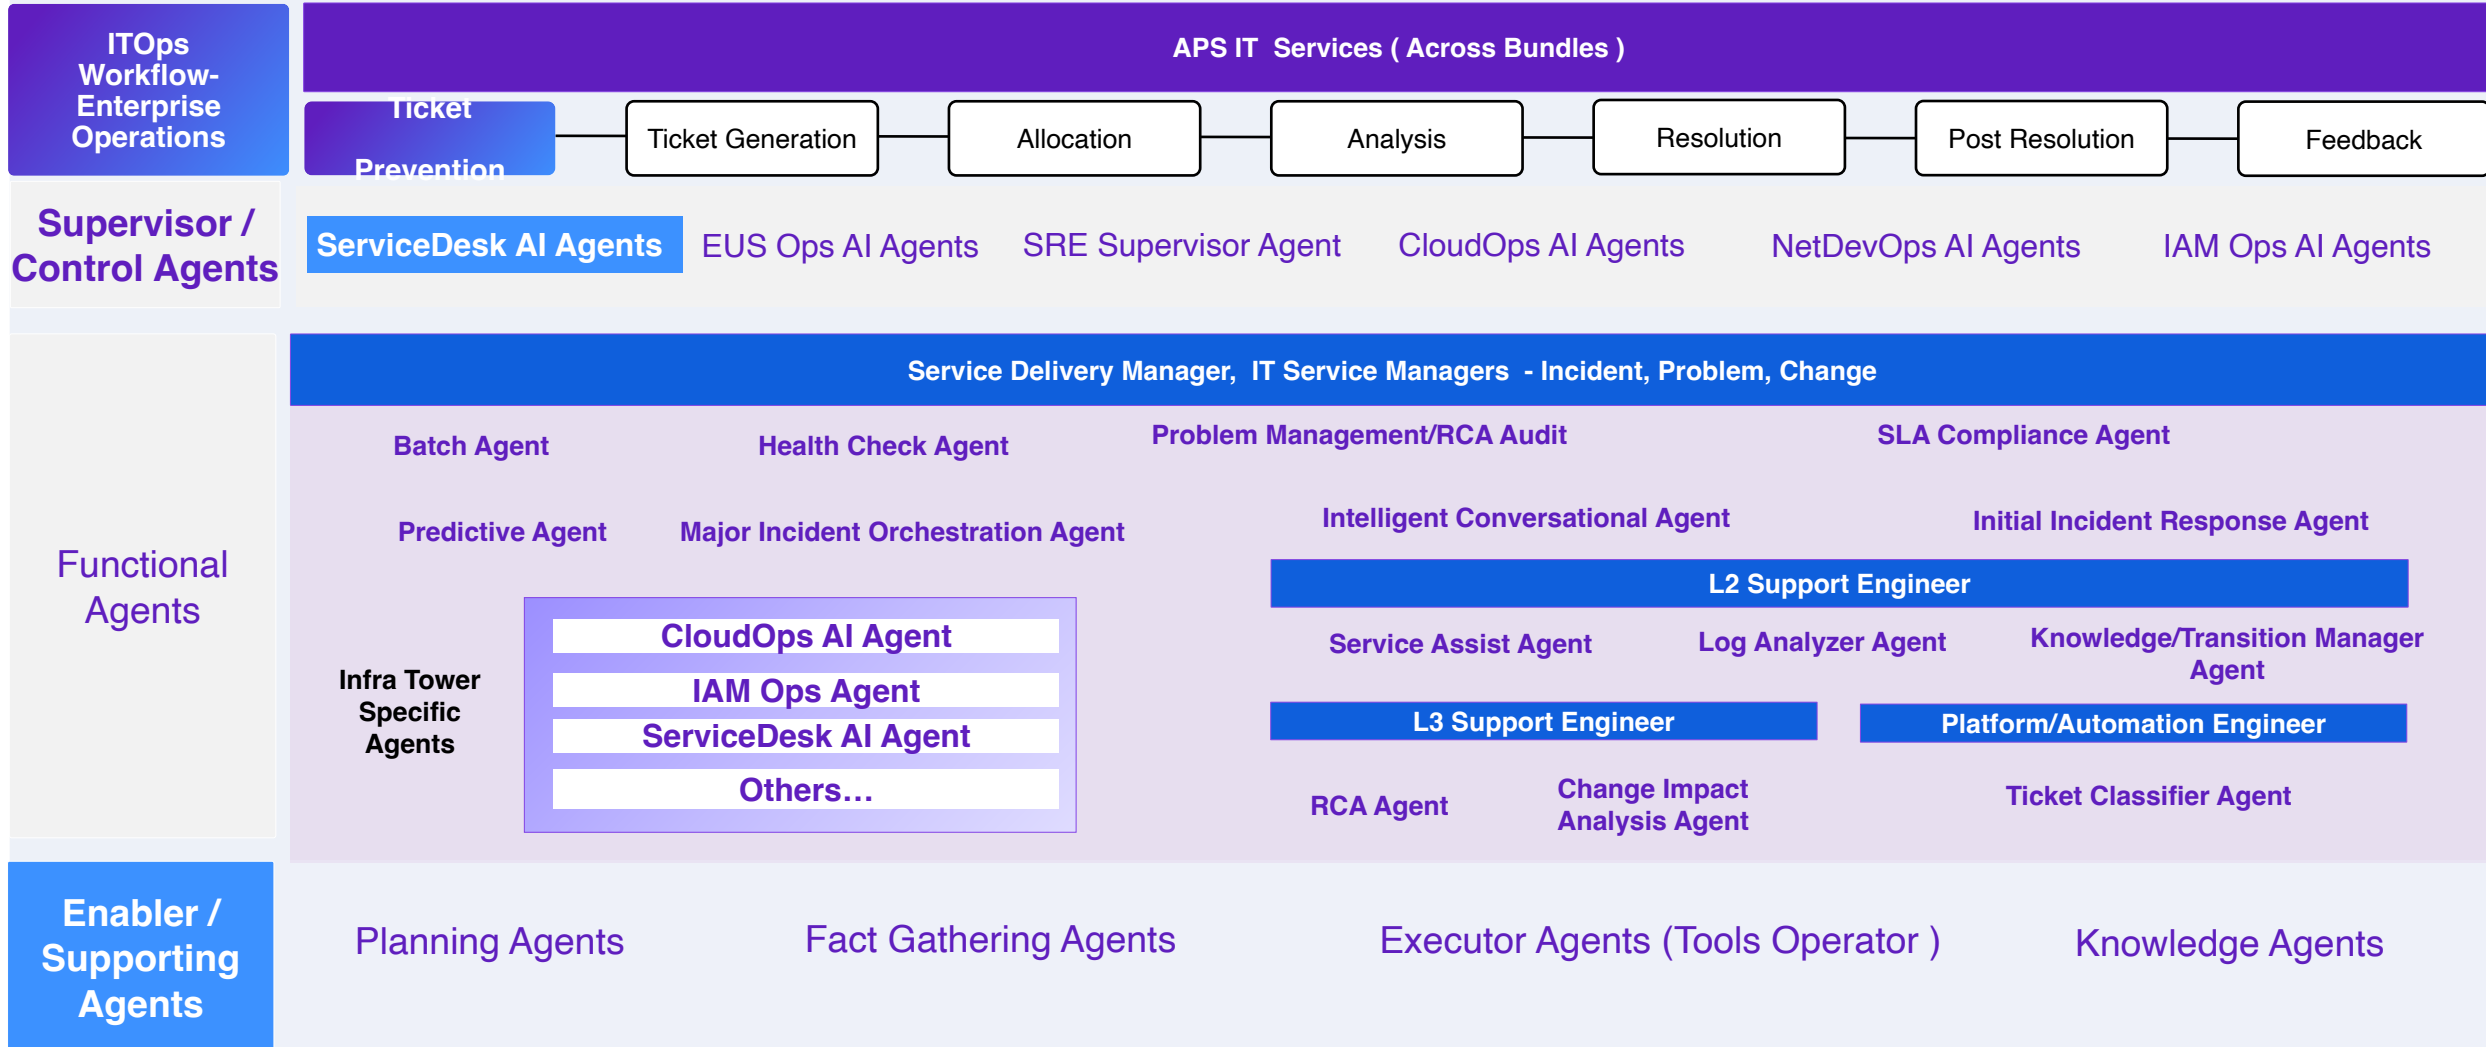 ITOps
Workflow-
Enterprise
Operations
APS IT  Services ( Across Bundles )
Ticket
Prevention
Ticket Generation
Allocation
Analysis
Resolution
Post Resolution
Feedback
Supervisor /
Control Agents
ServiceDesk AI Agents
EUS Ops AI Agents
SRE Supervisor Agent
CloudOps AI Agents
NetDevOps AI Agents
IAM Ops AI Agents
Functional
Agents
Service Delivery Manager,  IT Service Managers  - Incident, Problem, Change
Batch Agent
Health Check Agent
Problem Management/RCA Audit
SLA Compliance Agent
Predictive Agent
Major Incident Orchestration Agent
Intelligent Conversational Agent
Initial Incident Response Agent
Infra Tower
Specific
Agents
CloudOps AI Agent
IAM Ops Agent
ServiceDesk AI Agent
Others…
L2 Support Engineer
Service Assist Agent
Log Analyzer Agent
Knowledge/Transition Manager
Agent
L3 Support Engineer
Platform/Automation Engineer
RCA Agent
Change Impact
Analysis Agent
Ticket Classifier Agent
Enabler /
Supporting
Agents
Planning Agents
Fact Gathering Agents
Executor Agents (Tools Operator )
Knowledge Agents